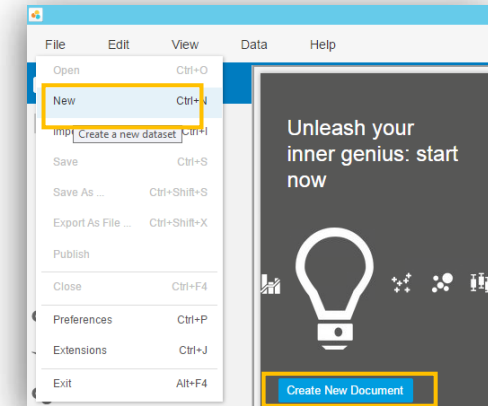 File Edit View Data Help
Open Ctrl+O
New Ctrl+N
Create a new dataset Ctrl+I
Save Ctrl+S
Save As ... Ctrl+Shift+S
Export As File ... Ctrl+Shift+X
Publish
Close Ctrl+F4
Preferences Ctrl+P
Extensions Ctrl+J
Exit Alt+F4
Unleash your
inner genius: start
now
Create New Document